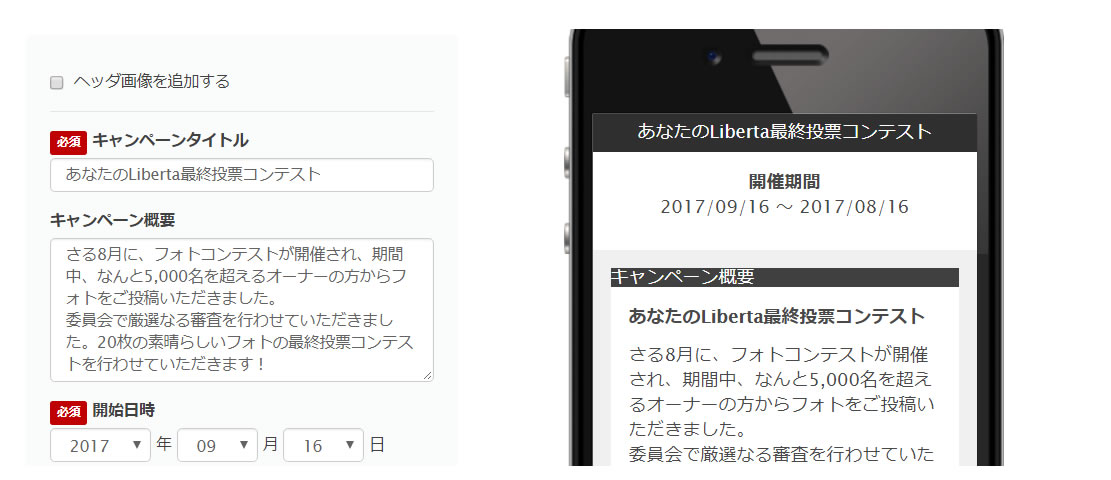 ヘッダ画像を追加する
必須 キャンペーンタイトル
あなたのLiberta最終投票コンテスト
キャンペーン概要
さる8月に、フォトコンテストが開催され、期間
中、なんと5,000名を超えるオーナーの方からフ
ォトをご投稿いただきました。
委員会で厳選なる審査を行わせていただきまし
た。20枚の素晴らしいフォトの最終投票コンテス
トを行わせていただきます！
必須 開始日時
2017 年 09 月 16 日
あなたのLiberta最終投票コンテスト
開催期間
2017/09/16 ～ 2017/08/16
キャンペーン概要
あなたのLiberta最終投票コンテスト
さる8月に、フォトコンテストが開催
され、期間中、なんと5,000名を超え
るオーナーの方からフォトをご投稿い
ただきました。
委員会で厳選なる審査を行わせていた